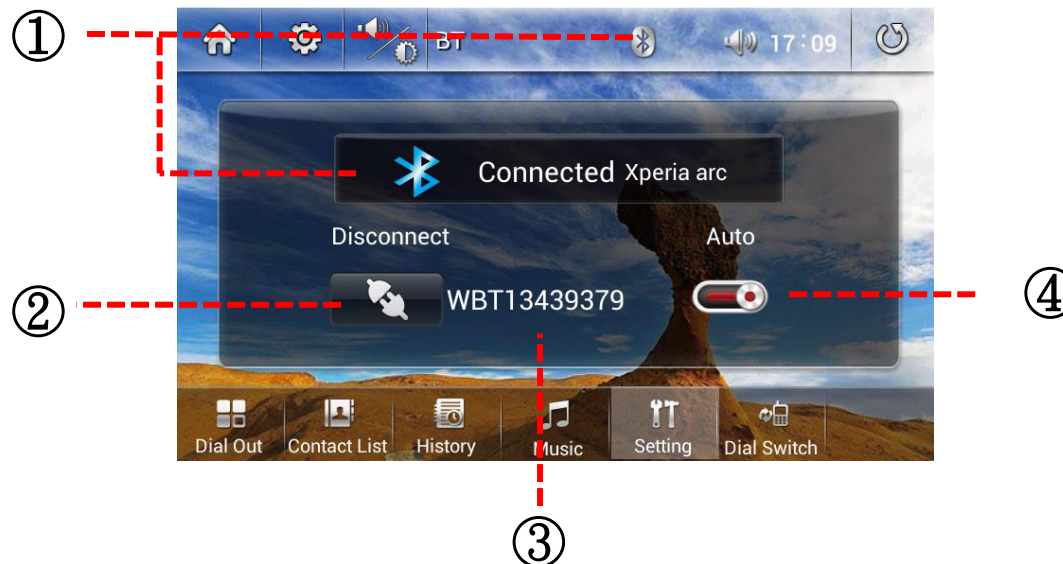 ①
BT 17:09
Connected Xperia arc
Disconnect Auto
② WBT13439379 ④
Dial Out Contact List History Music Setting Dial Switch
③